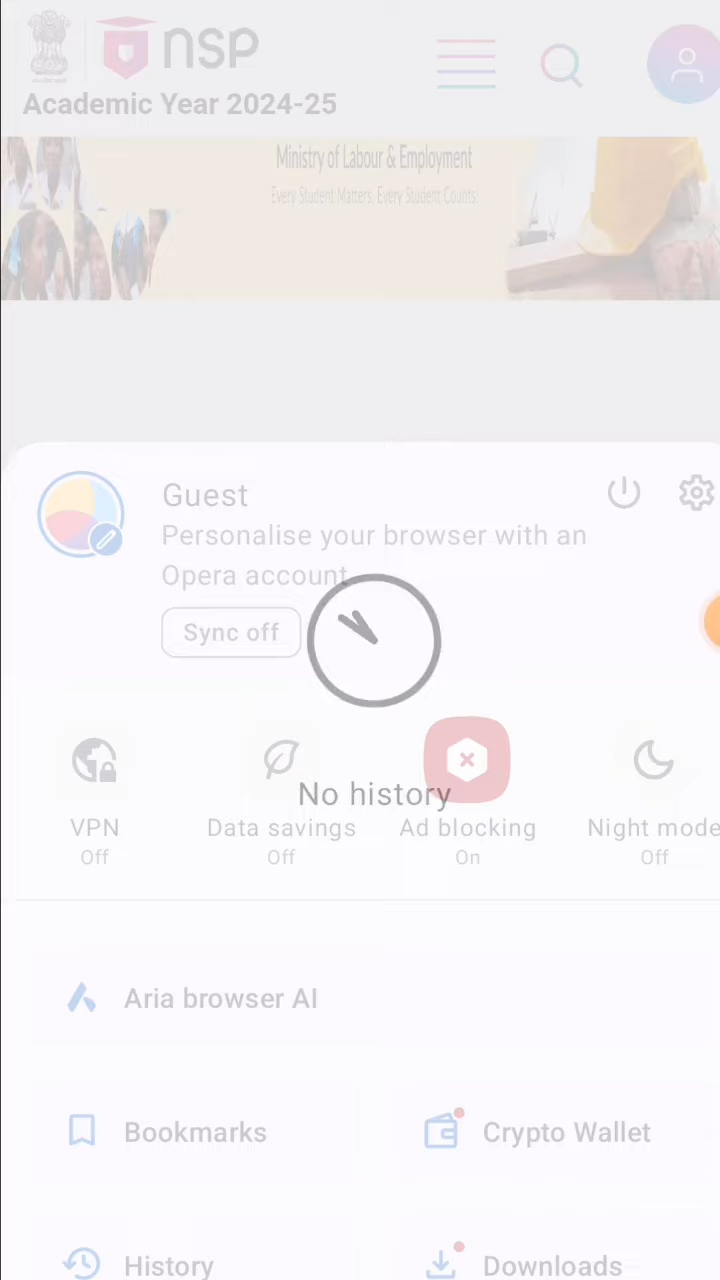 nsp
Academic Year 2024-25
Ministry of Labour & Employment
Every Student Matters, Every Student Counts
Guest
Personalise your browser with an
Opera account
Sync off
No history
VPN
Off
Data savings
Off
Ad blocking
On
Night mode
Off
Aria browser AI
Bookmarks
Crypto Wallet
History
Downloads